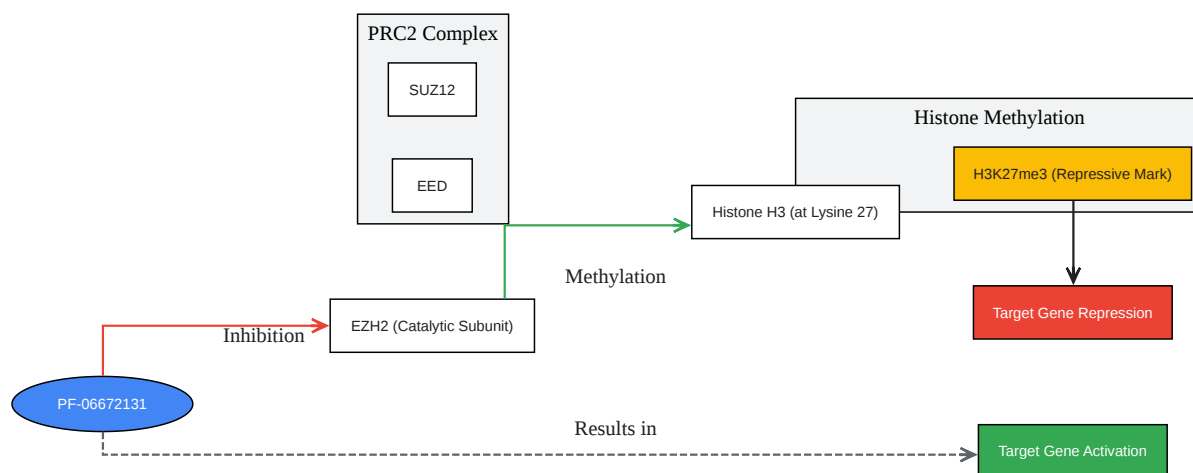 PRC2 Complex
SUZ12
EED
Histone Methylation
H3K27me3 (Repressive Mark)
Histone H3 (at Lysine 27)
Methylation
EZH2 (Catalytic Subunit)
Inhibition
Target Gene Repression
PF-06672131
Results in
Target Gene Activation